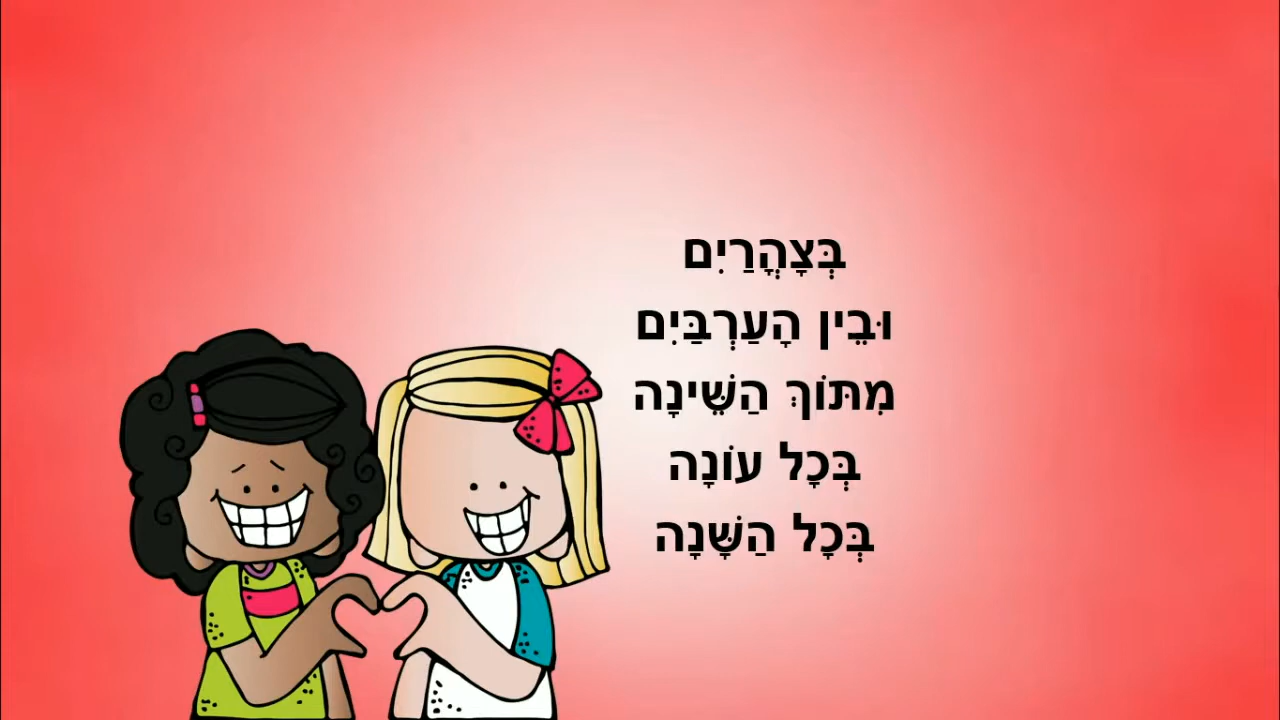 בְּצָהֳרַיִם
וּבֵין הָעַרְבַּיִם
מִתּוֹךְ הַשֵּׁינָה
בְּכָל עוֹנָה
בְּכָל הַשָּׁנָה